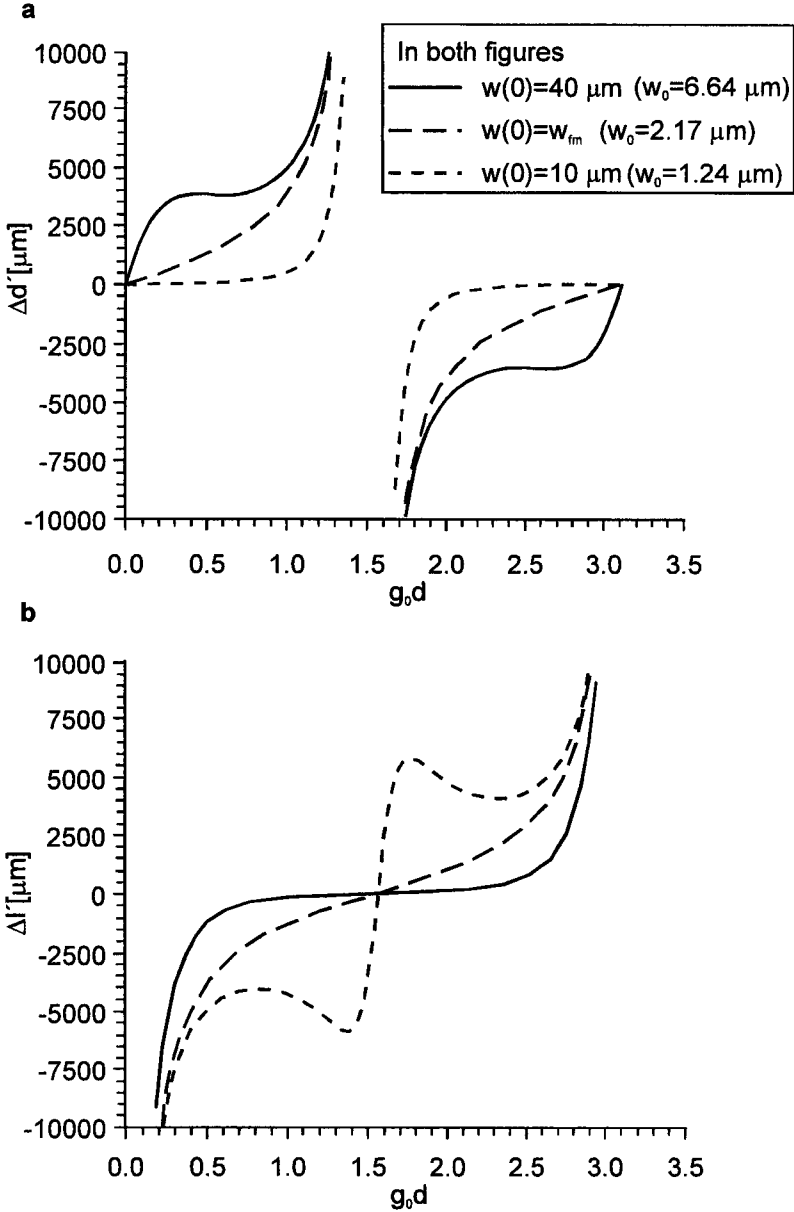 a
10000
7500
5000
2500
0
-2500
-5000
-7500
-10000
Δd´[μm]
0.0 0.5 1.0 1.5 2.0 2.5 3.0 3.5
g₀d
In both figures
w(0)=40 μm (w₀=6.64 μm)
w(0)=w_fm (w₀=2.17 μm)
w(0)=10 μm (w₀=1.24 μm)
b
10000
7500
5000
2500
0
-2500
-5000
-7500
-10000
Δl´[μm]
0.0 0.5 1.0 1.5 2.0 2.5 3.0 3.5
g₀d